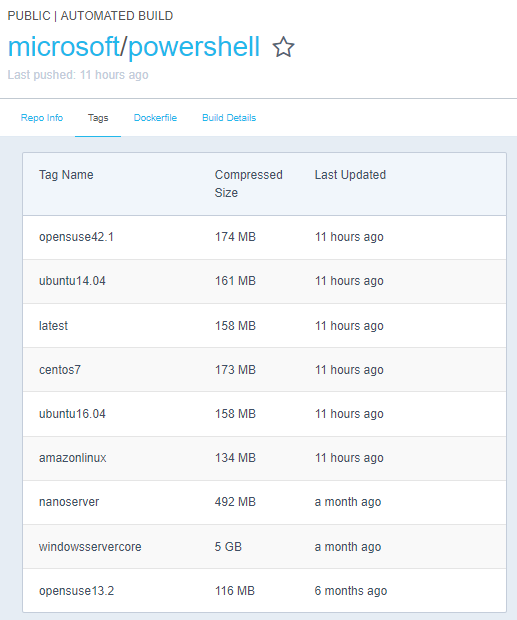 PUBLIC | AUTOMATED BUILD
microsoft/powershell
Last pushed: 11 hours ago
Repo Info Tags Dockerfile Build Details
Tag Name Compressed Size Last Updated
opensuse42.1 174 MB 11 hours ago
ubuntu14.04 161 MB 11 hours ago
latest 158 MB 11 hours ago
centos7 173 MB 11 hours ago
ubuntu16.04 158 MB 11 hours ago
amazonlinux 134 MB 11 hours ago
nanoserver 492 MB a month ago
windowsservercore 5 GB a month ago
opensuse13.2 116 MB 6 months ago